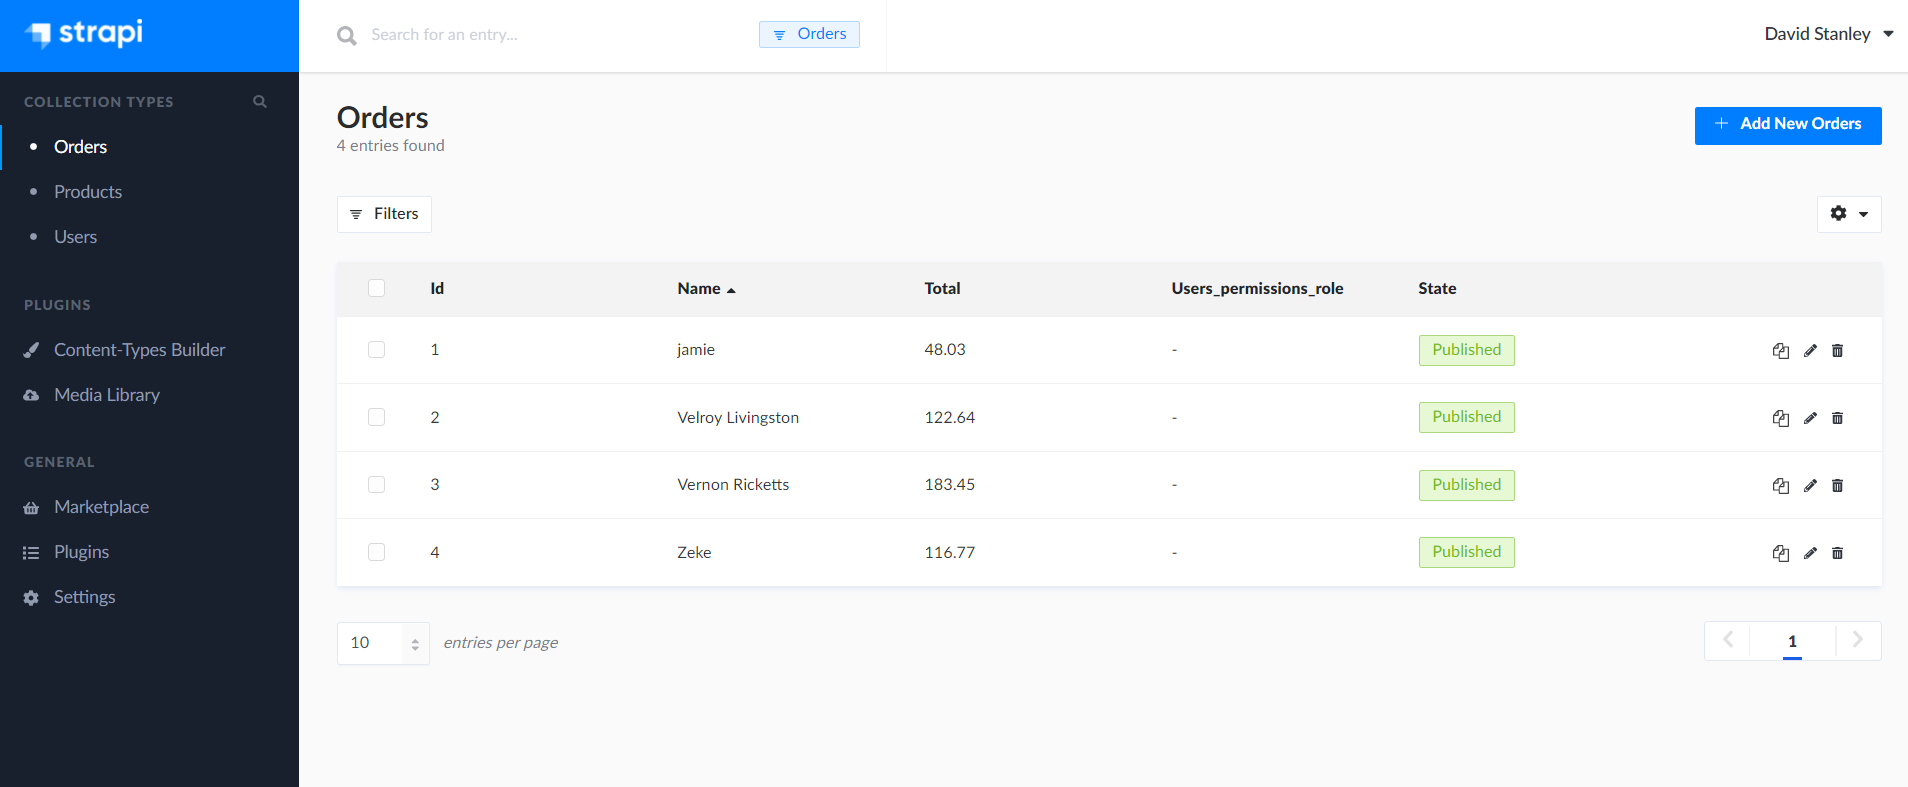 strapi
Search for an entry...
Orders
David Stanley
COLLECTION TYPES
Orders
Products
Users
PLUGINS
Content-Types Builder
Media Library
GENERAL
Marketplace
Plugins
Settings
Orders
4 entries found
Add New Orders
Filters
Id Name Total Users_permissions_role State
1 jamie 48.03 - Published
2 Velroy Livingston 122.64 - Published
3 Vernon Ricketts 183.45 - Published
4 Zeke 116.77 - Published
10 entries per page
1